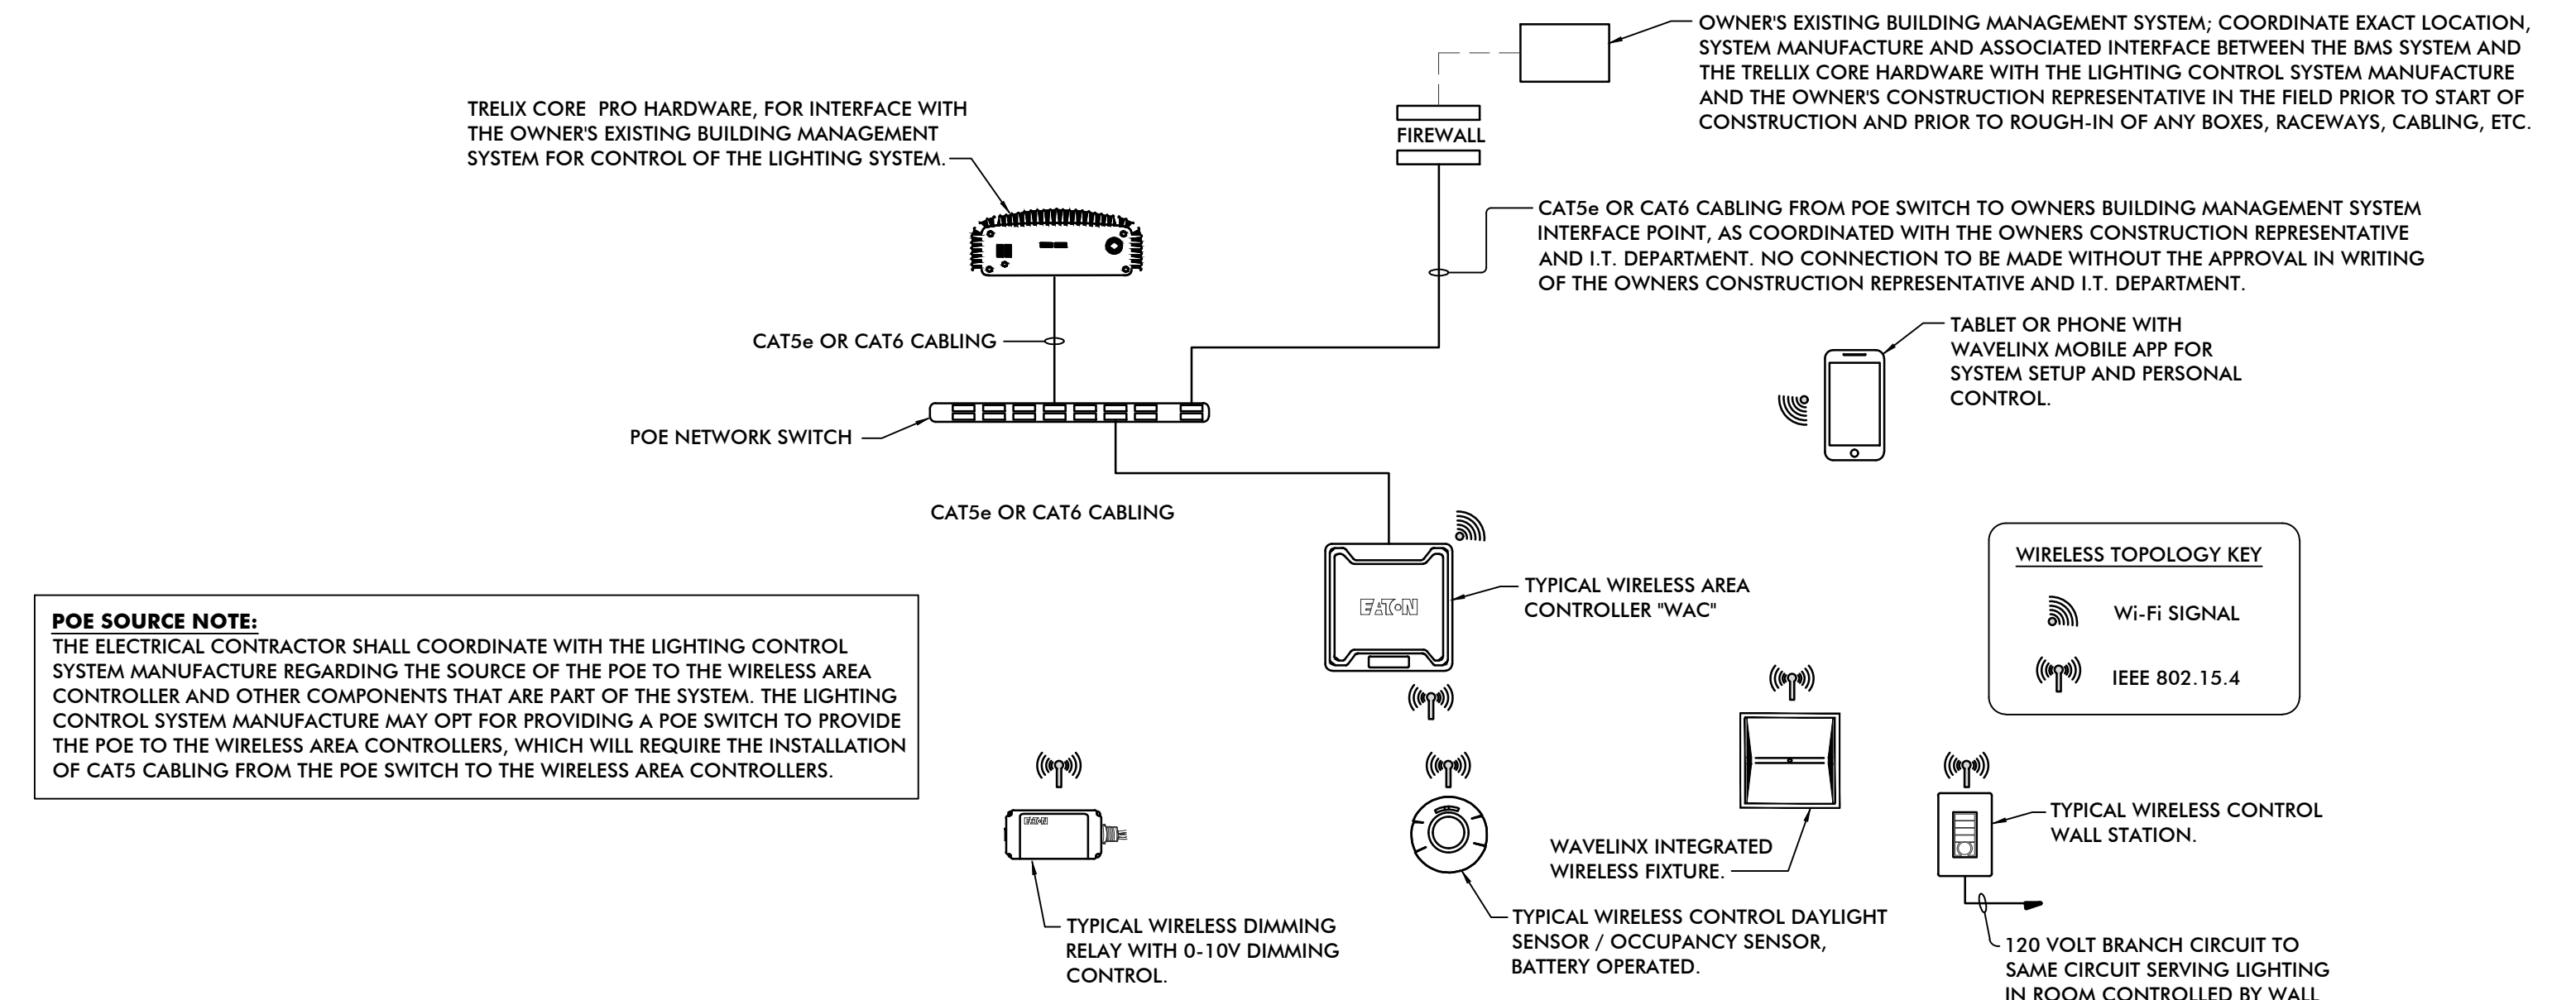 OWNER'S EXISTING BUILDING MANAGEMENT SYSTEM; COORDINATE EXACT LOCATION,
SYSTEM MANUFACTURE AND ASSOCIATED INTERFACE BETWEEN THE BMS SYSTEM AND
THE TRELLIX CORE HARDWARE WITH THE LIGHTING CONTROL SYSTEM MANUFACTURE
AND THE OWNER'S CONSTRUCTION REPRESENTATIVE IN THE FIELD PRIOR TO START OF
CONSTRUCTION AND PRIOR TO ROUGH-IN OF ANY BOXES, RACEWAYS, CABLING, ETC.
TRELIX CORE PRO HARDWARE, FOR INTERFACE WITH
THE OWNER'S EXISTING BUILDING MANAGEMENT
SYSTEM FOR CONTROL OF THE LIGHTING SYSTEM.
FIREWALL
CAT5e OR CAT6 CABLING FROM POE SWITCH TO OWNERS BUILDING MANAGEMENT SYSTEM
INTERFACE POINT, AS COORDINATED WITH THE OWNERS CONSTRUCTION REPRESENTATIVE
AND I.T. DEPARTMENT. NO CONNECTION TO BE MADE WITHOUT THE APPROVAL IN WRITING
OF THE OWNERS CONSTRUCTION REPRESENTATIVE AND I.T. DEPARTMENT.
CAT5e OR CAT6 CABLING
TABLET OR PHONE WITH
WAVELINX MOBILE APP FOR
SYSTEM SETUP AND PERSONAL
CONTROL.
POE NETWORK SWITCH
CAT5e OR CAT6 CABLING
EATON
TYPICAL WIRELESS AREA
CONTROLLER "WAC"
WIRELESS TOPOLOGY KEY
Wi-Fi SIGNAL
IEEE 802.15.4
POE SOURCE NOTE:
THE ELECTRICAL CONTRACTOR SHALL COORDINATE WITH THE LIGHTING CONTROL
SYSTEM MANUFACTURE REGARDING THE SOURCE OF THE POE TO THE WIRELESS AREA
CONTROLLER AND OTHER COMPONENTS THAT ARE PART OF THE SYSTEM. THE LIGHTING
CONTROL SYSTEM MANUFACTURE MAY OPT FOR PROVIDING A POE SWITCH TO PROVIDE
THE POE TO THE WIRELESS AREA CONTROLLERS, WHICH WILL REQUIRE THE INSTALLATION
OF CAT5 CABLING FROM THE POE SWITCH TO THE WIRELESS AREA CONTROLLERS.
EATON
TYPICAL WIRELESS DIMMING
RELAY WITH 0-10V DIMMING
CONTROL.
WAVELINX INTEGRATED
WIRELESS FIXTURE.
TYPICAL WIRELESS CONTROL DAYLIGHT
SENSOR / OCCUPANCY SENSOR,
BATTERY OPERATED.
TYPICAL WIRELESS CONTROL
WALL STATION.
120 VOLT BRANCH CIRCUIT TO
SAME CIRCUIT SERVING LIGHTING
IN ROOM CONTROLLED BY WALL